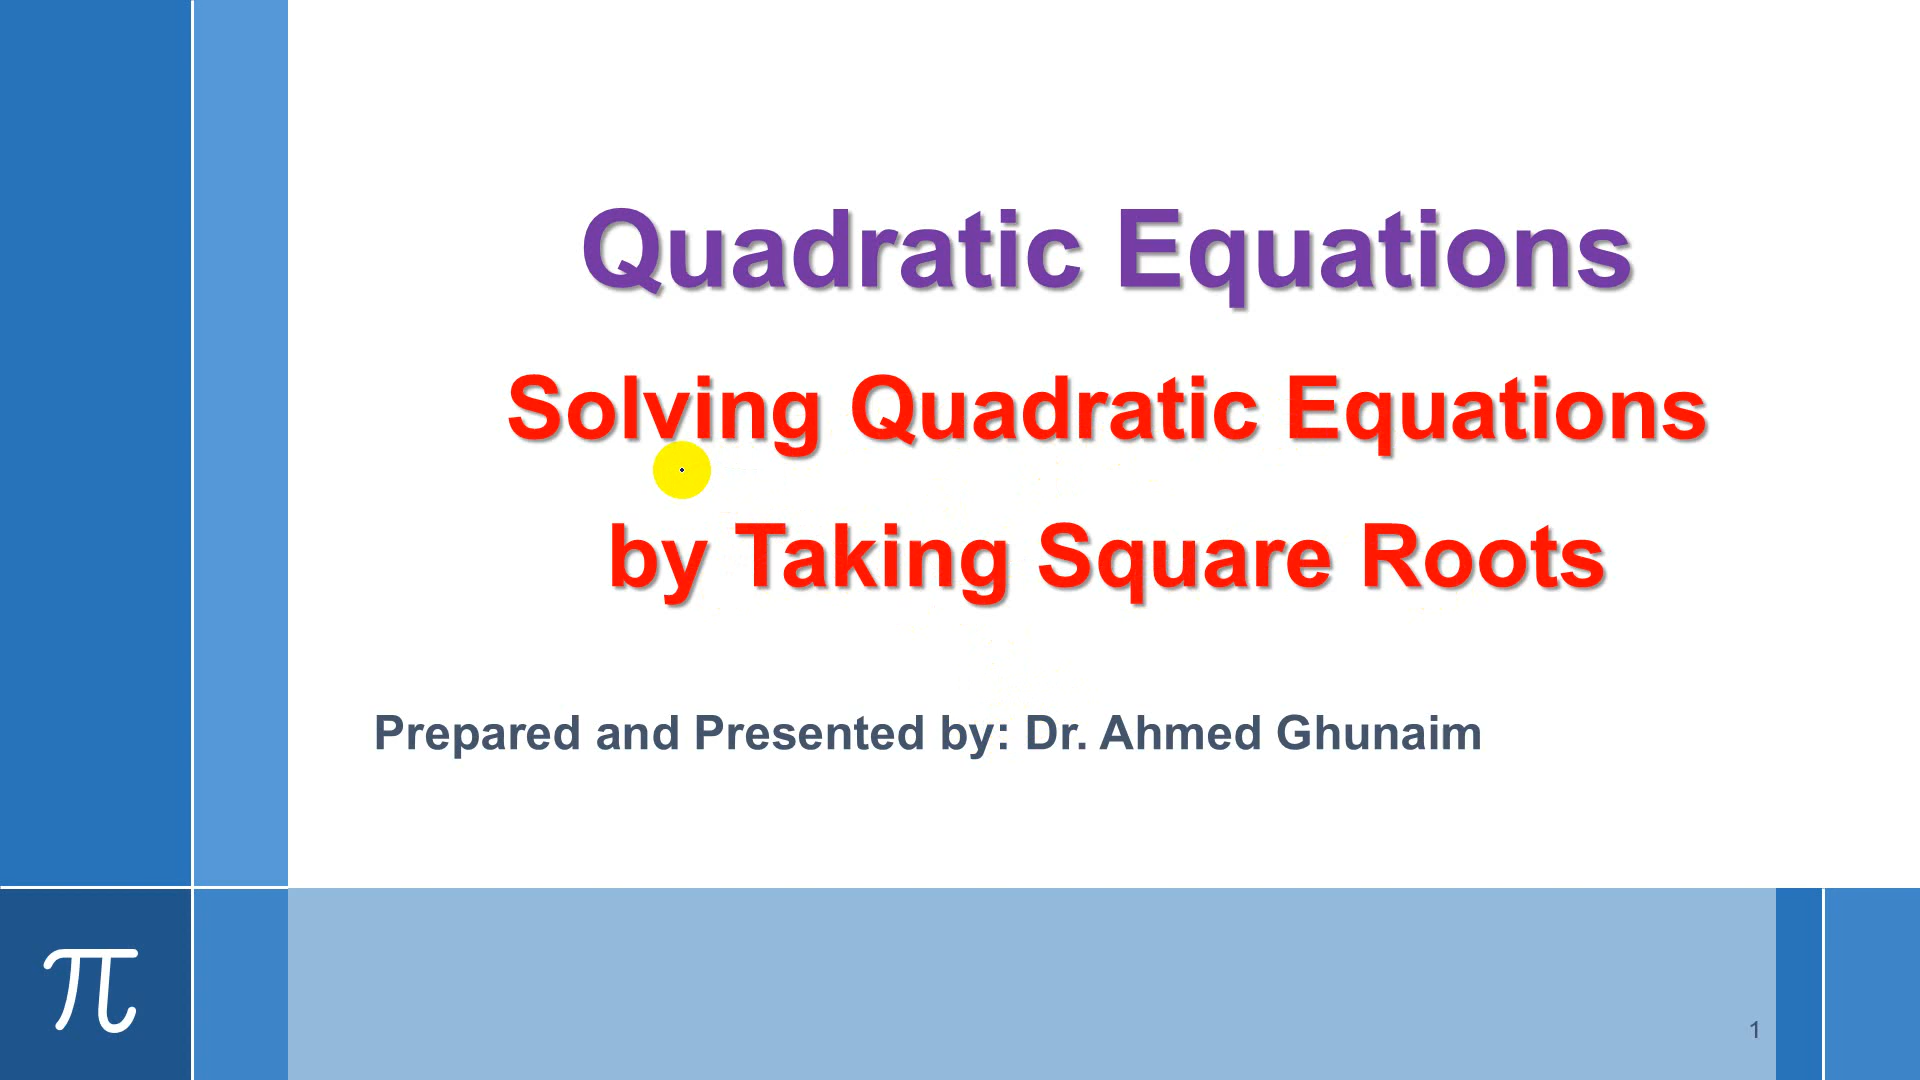 Quadratic Equations
Solving Quadratic Equations
by Taking Square Roots
Prepared and Presented by: Dr. Ahmed Ghunaim
π
1